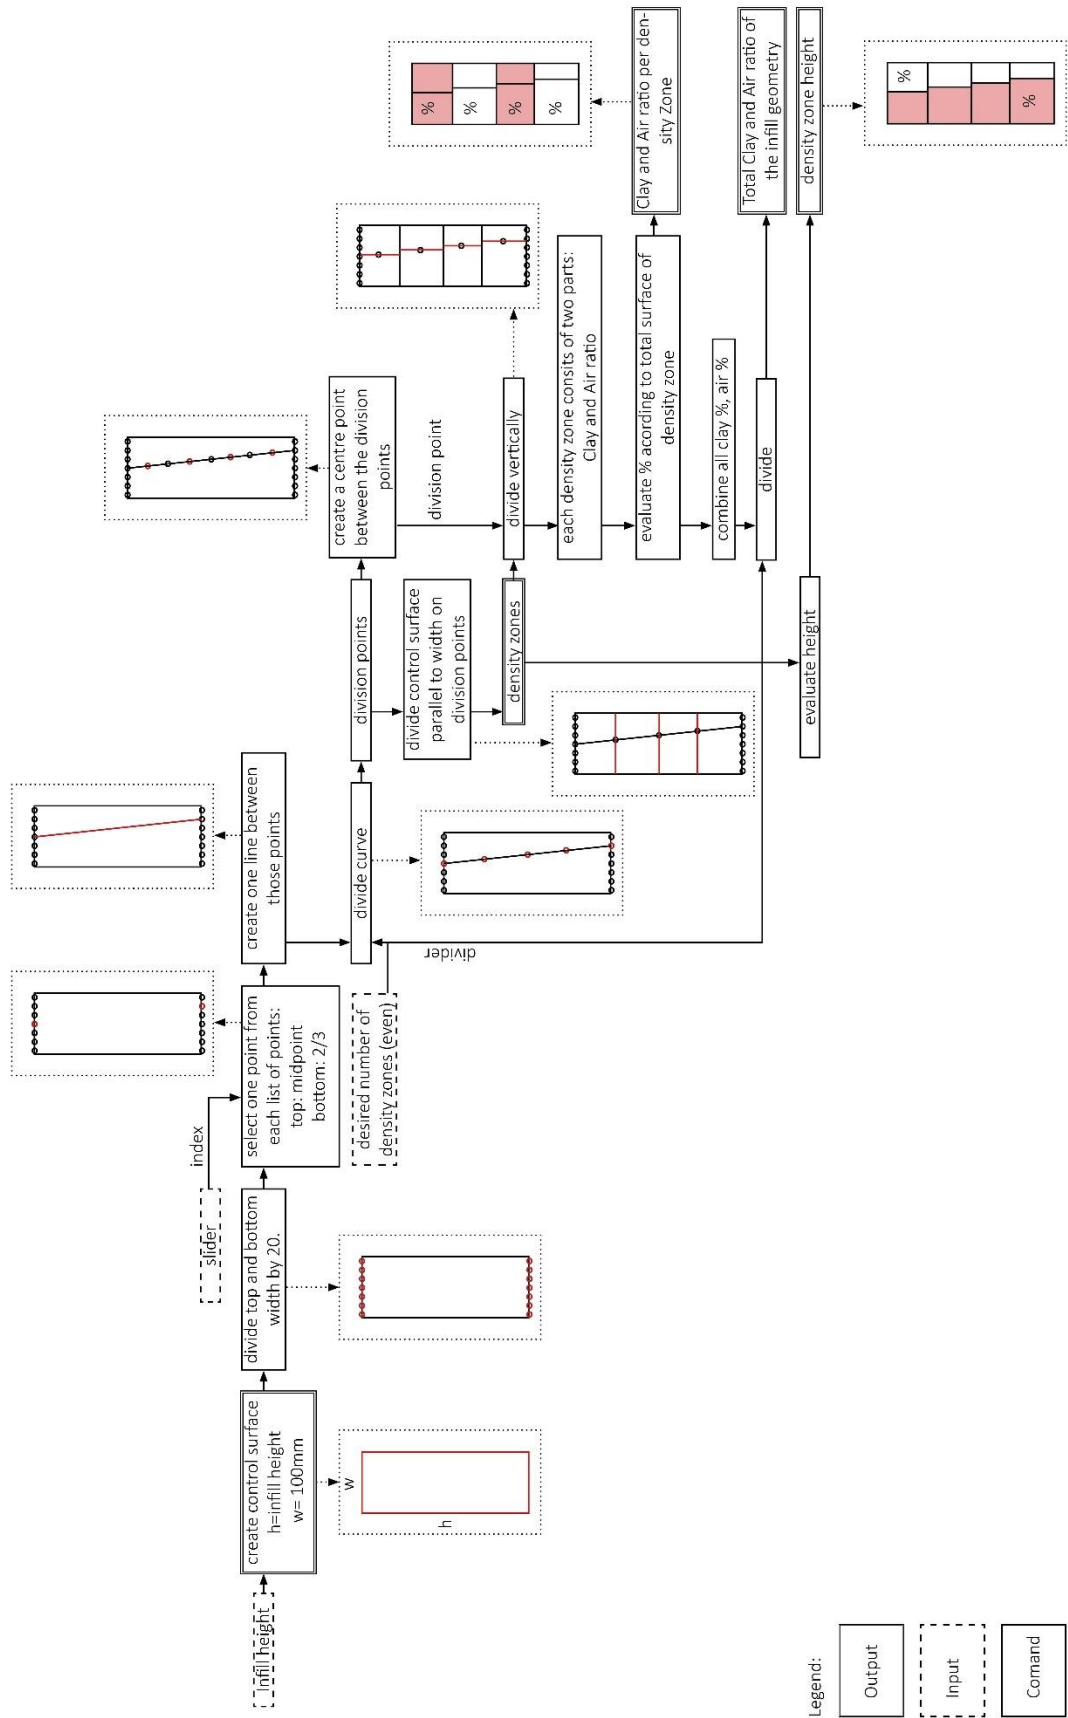 Infill height
create control surface
h=infill height
w= 100mm
w
h
divide top and bottom
width by 20.
slider
index
select one point from
each list of points:
top: midpoint
bottom: 2/3
create one line between
those points
desired number of
density zones (even)
divider
divide curve
division points
divide control surface
parallel to width on
division points
create a centre point
between the division
points
division point
density zones
divide vertically
each density zone consits of two parts:
Clay and Air ratio
evaluate % acording to total surface of
density zone
combine all clay %, air %
divide
evaluate height
Clay and Air ratio per den-
sity Zone
%
%
%
%
Total Clay and Air ratio of
the infill geometry
density zone height
%
%
Legend:
Output
Input
Comand